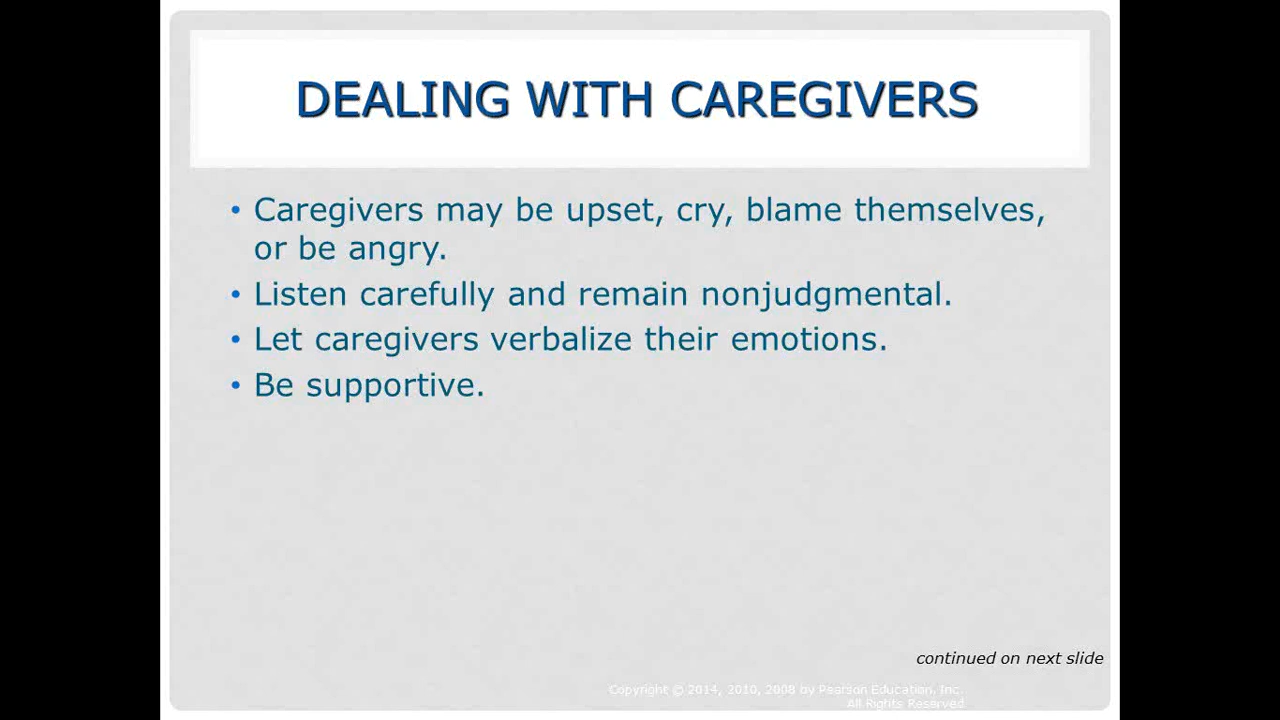 DEALING WITH CAREGIVERS
• Caregivers may be upset, cry, blame themselves,
or be angry.
• Listen carefully and remain nonjudgmental.
• Let caregivers verbalize their emotions.
• Be supportive.
continued on next slide
Copyright © 2014, 2010, 2008 by Pearson Education, Inc.
All Rights Reserved